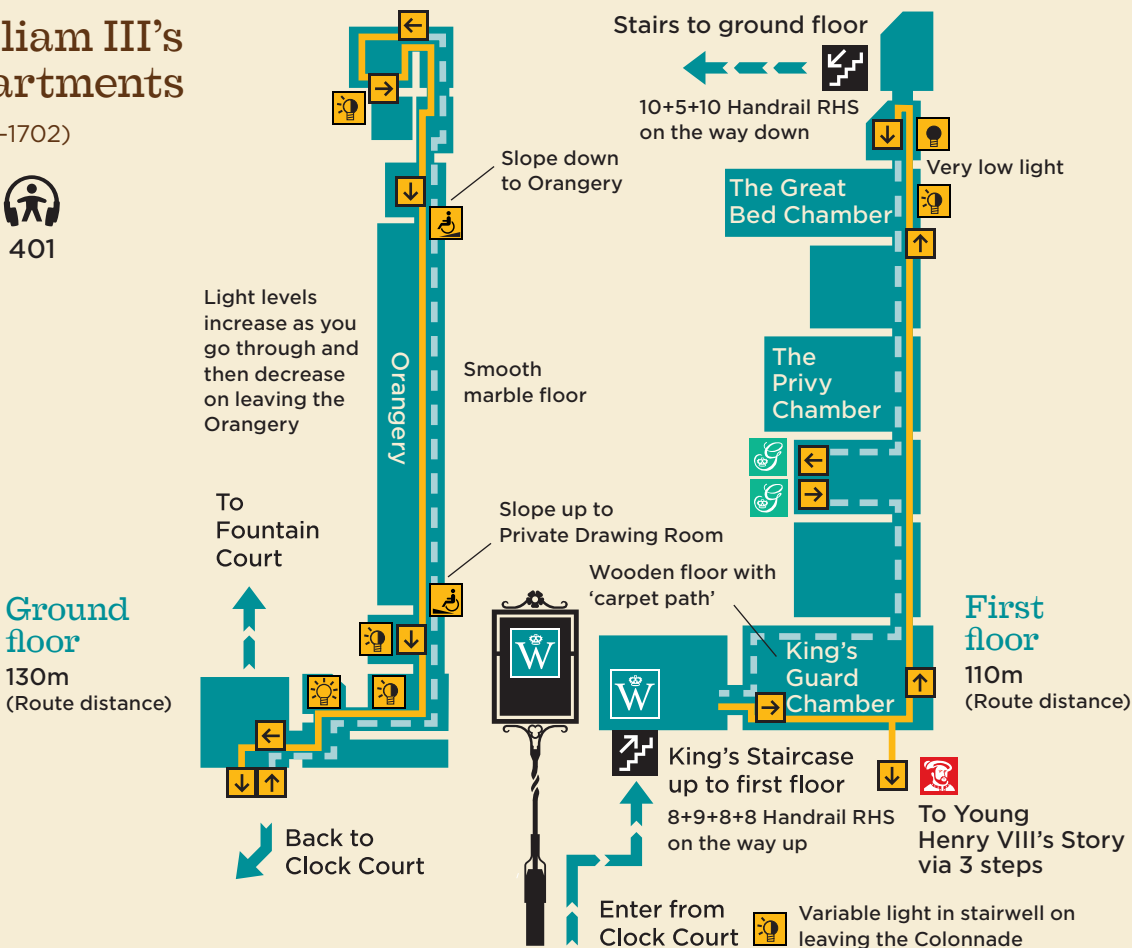 liam III's
artments
–1702)
401
Stairs to ground floor
10+5+10 Handrail RHS
on the way down
Slope down
to Orangery
Very low light
The Great
Bed Chamber
Light levels
increase as you
go through and
then decrease
on leaving the
Orangery
Orangery
Smooth
marble floor
The
Privy
Chamber
G
G
To
Fountain
Court
Slope up to
Private Drawing Room
Wooden floor with
‘carpet path’
Ground
floor
130m
(Route distance)
W
W
King's
Guard
Chamber
First
floor
110m
(Route distance)
King's Staircase
up to first floor
8+9+8+8 Handrail RHS
on the way up
To Young
Henry VIII's Story
via 3 steps
Back to
Clock Court
Enter from
Clock Court
Variable light in stairwell on
leaving the Colonnade